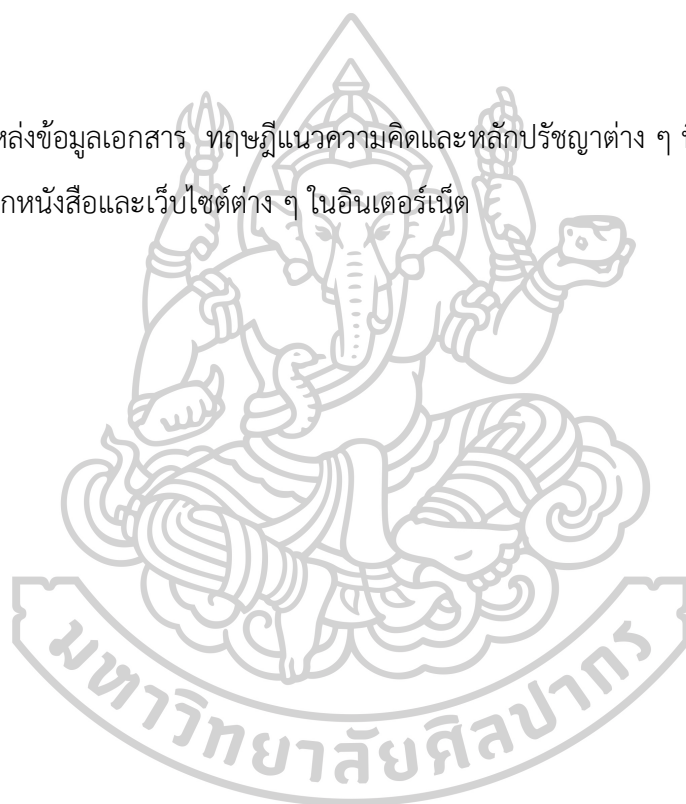 หล่งข้อมูลเอกสาร ทฤษฎีแนวความคิดและหลักปรัชญาต่าง ๆ
กหนังสือและเว็บไซต์ต่าง ๆ ในอินเตอร์เน็ต
มหาวิทยาลัยศิลปากร